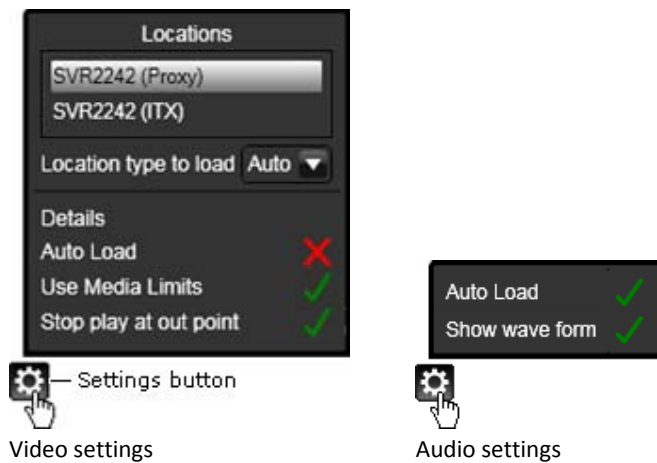 Locations
SVR2242 (Proxy)
SVR2242 (ITX)
Location type to load Auto
Details
Auto Load
Use Media Limits
Stop play at out point
Settings button
Video settings
Auto Load
Show wave form
Audio settings